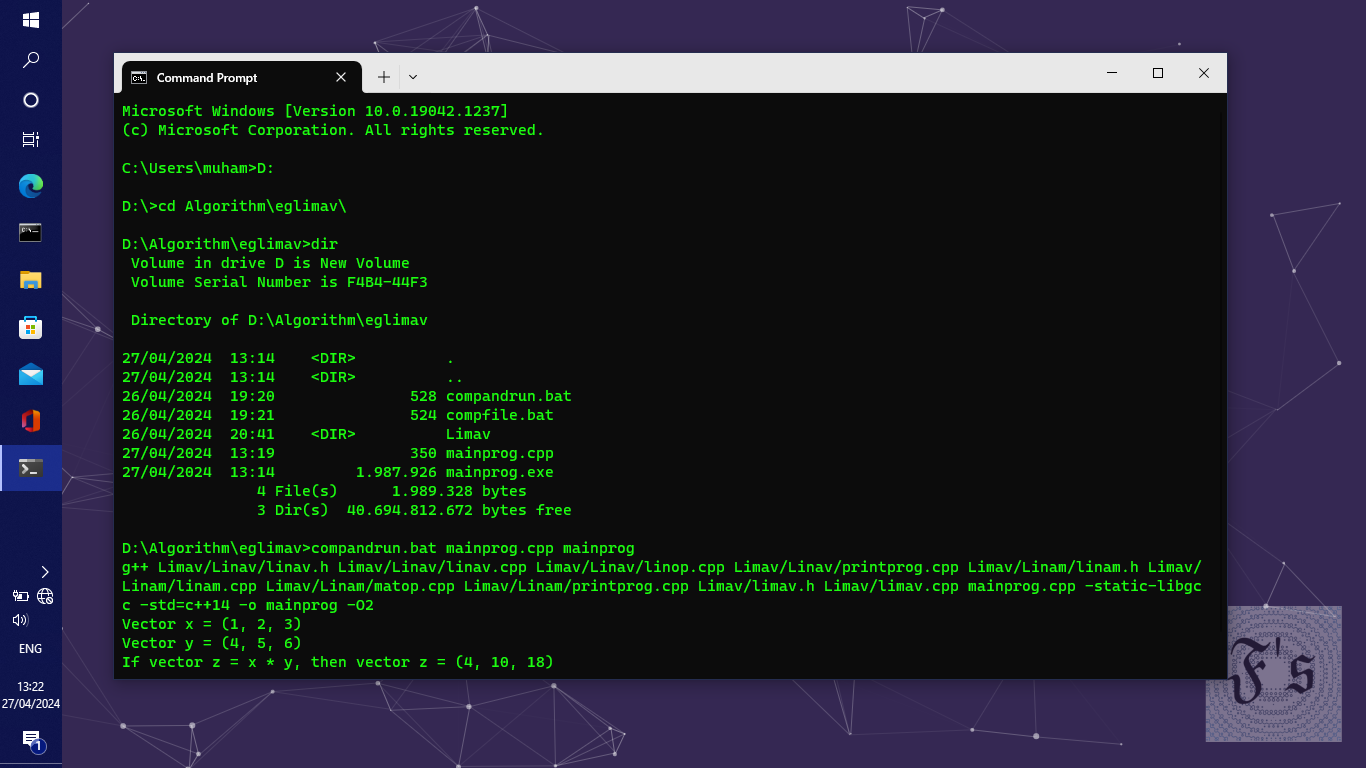 Command Prompt
Microsoft Windows [Version 10.0.19042.1237]
(c) Microsoft Corporation. All rights reserved.
C:\Users\muham>D:
D:\>cd Algorithm\eglimav\
D:\Algorithm\eglimav>dir
 Volume in drive D is New Volume
 Volume Serial Number is F4B4-44F3
 Directory of D:\Algorithm\eglimav
27/04/2024  13:14    <DIR>          .
27/04/2024  13:14    <DIR>          ..
26/04/2024  19:20               528 compandrun.bat
26/04/2024  19:21               524 compfile.bat
26/04/2024  20:41    <DIR>          Limav
27/04/2024  13:19               350 mainprog.cpp
27/04/2024  13:14         1.987.926 mainprog.exe
               4 File(s)      1.989.328 bytes
               3 Dir(s)  40.694.812.672 bytes free
D:\Algorithm\eglimav>compandrun.bat mainprog.cpp mainprog
g++ Limav/Linav/linav.h Limav/Linav/linav.cpp Limav/Linav/linop.cpp Limav/Linav/printprog.cpp Limav/Linam/linam.h Limav/
Linam/linam.cpp Limav/Linam/matop.cpp Limav/Linam/printprog.cpp Limav/limav.h Limav/limav.cpp mainprog.cpp -static-libgc
c -std=c++14 -o mainprog -O2
Vector x = (1, 2, 3)
Vector y = (4, 5, 6)
If vector z = x * y, then vector z = (4, 10, 18)
ENG
13:22
27/04/2024
1
F's